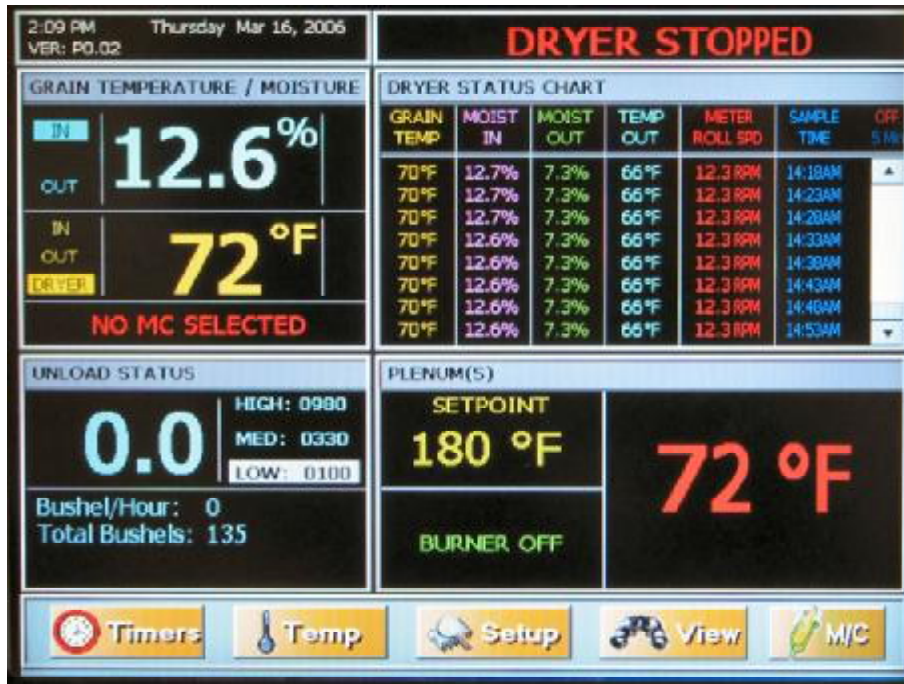 2:09 PM Thursday Mar 16, 2006
VER: P0.02
DRYER STOPPED
GRAIN TEMPERATURE / MOISTURE
IN
OUT
12.6%
IN
OUT
DRYER
72 °F
NO MC SELECTED
DRYER STATUS CHART
GRAIN TEMP MOIST IN MOIST OUT TEMP OUT METER ROLL SPD SAMPLE TIME OFF
70°F 12.7% 7.3% 66°F 12.3 RPM 14:18AM
70°F 12.7% 7.3% 66°F 12.3 RPM 14:23AM
70°F 12.7% 7.3% 66°F 12.3 RPM 14:28AM
70°F 12.6% 7.3% 66°F 12.3 RPM 14:33AM
70°F 12.6% 7.3% 66°F 12.3 RPM 14:38AM
70°F 12.6% 7.3% 66°F 12.3 RPM 14:43AM
70°F 12.6% 7.3% 66°F 12.3 RPM 14:48AM
70°F 12.6% 7.3% 66°F 12.3 RPM 14:53AM
UNLOAD STATUS
0.0
HIGH: 0980
MED: 0330
LOW: 0100
Bushel/Hour: 0
Total Bushels: 135
PLENUM(S)
SETPOINT
180 °F
BURNER OFF
72 °F
Timers Temp Setup View M/C